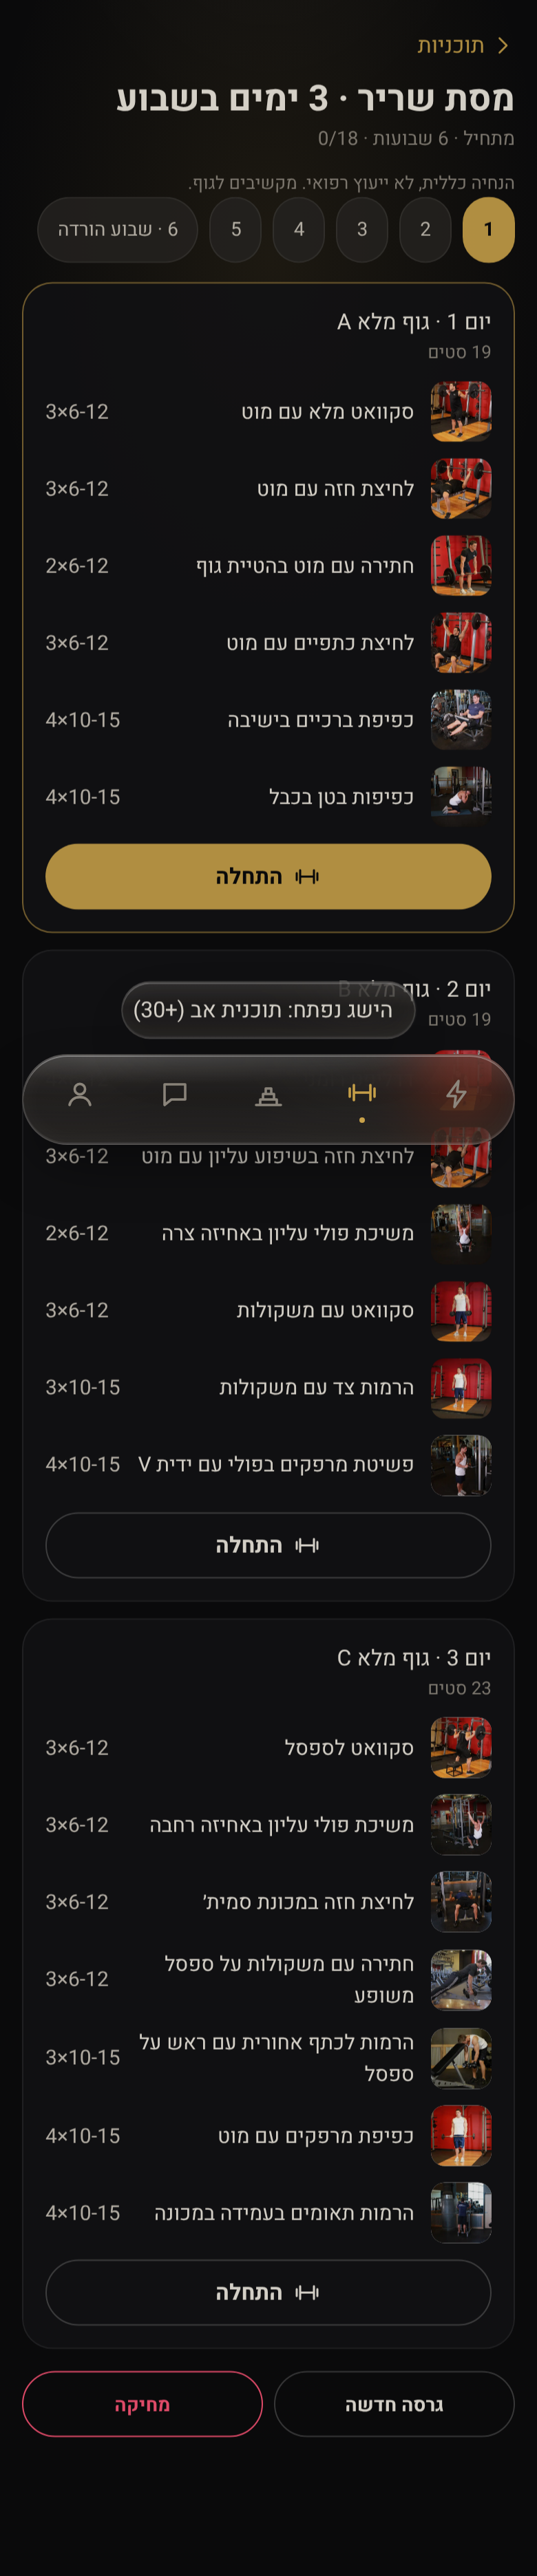 תוכניות
מסת שריר · 3 ימים בשבוע
מתחיל · 6 שבועות · 0/18
הנחיה כללית, לא ייעוץ רפואי. מקשיבים לגוף.
1 2 3 4 5 6 · שבוע הורדה
יום 1 · גוף מלא A
19 סטים
סקוואט מלא עם מוט 3×6-12
לחיצת חזה עם מוט 3×6-12
חתירה עם מוט בהטיית גוף 2×6-12
לחיצת כתפיים עם מוט 3×6-12
כפיפת ברכיים בישיבה 4×10-15
כפיפות בטן בכבל 4×10-15
התחלה
יום 2 · גוף מלא B
הישג נפתח: תוכנית אב (+30)
19 סטים
לחיצת חזה בשיפוע עליון עם מוט 3×6-12
משיכת פולי עליון באחיזה צרה 2×6-12
סקוואט עם משקולות 3×6-12
הרמות צד עם משקולות 3×10-15
פשיטת מרפקים בפולי עם ידית V 4×10-15
התחלה
יום 3 · גוף מלא C
23 סטים
סקוואט לספסל 3×6-12
משיכת פולי עליון באחיזה רחבה 3×6-12
לחיצת חזה במכונת סמית' 3×6-12
חתירה עם משקולות על ספסל
משופע 3×6-12
הרמות לכתף אחורית עם ראש על
ספסל 3×10-15
כפיפת מרפקים עם מוט 4×10-15
הרמות תאומים בעמידה במכונה 4×10-15
התחלה
גרסה חדשה
מחיקה